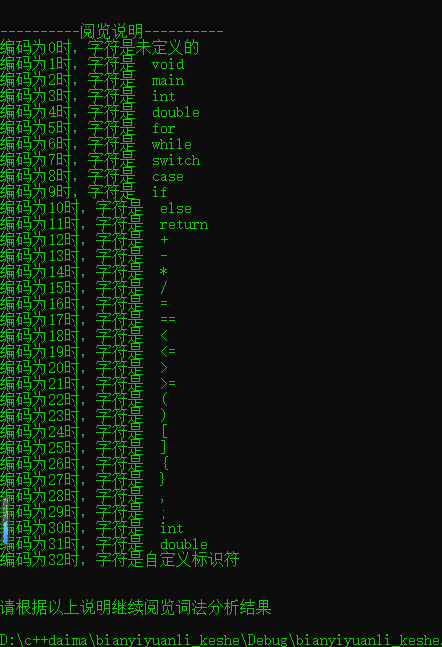 ----------阅览说明----------
编码为0时，字符是未定义的
编码为1时，字符是  void
编码为2时，字符是  main
编码为3时，字符是  int
编码为4时，字符是  double
编码为5时，字符是  for
编码为6时，字符是  while
编码为7时，字符是  switch
编码为8时，字符是  case
编码为9时，字符是  if
编码为10时，字符是  else
编码为11时，字符是  return
编码为12时，字符是  +
编码为13时，字符是  -
编码为14时，字符是  *
编码为15时，字符是  /
编码为16时，字符是  =
编码为17时，字符是  ==
编码为18时，字符是  <
编码为19时，字符是  <=
编码为20时，字符是  >
编码为21时，字符是  >=
编码为22时，字符是  (
编码为23时，字符是  )
编码为24时，字符是  [
编码为25时，字符是  ]
编码为26时，字符是  {
编码为27时，字符是  }
编码为28时，字符是  ,
编码为29时，字符是  ;
编码为30时，字符是  int
编码为31时，字符是  double
编码为32时，字符是自定义标识符
请根据以上说明继续阅览词法分析结果
D:\c++daima\bianyiyuanli_keshe\Debug\bianyiyuanli_keshe.